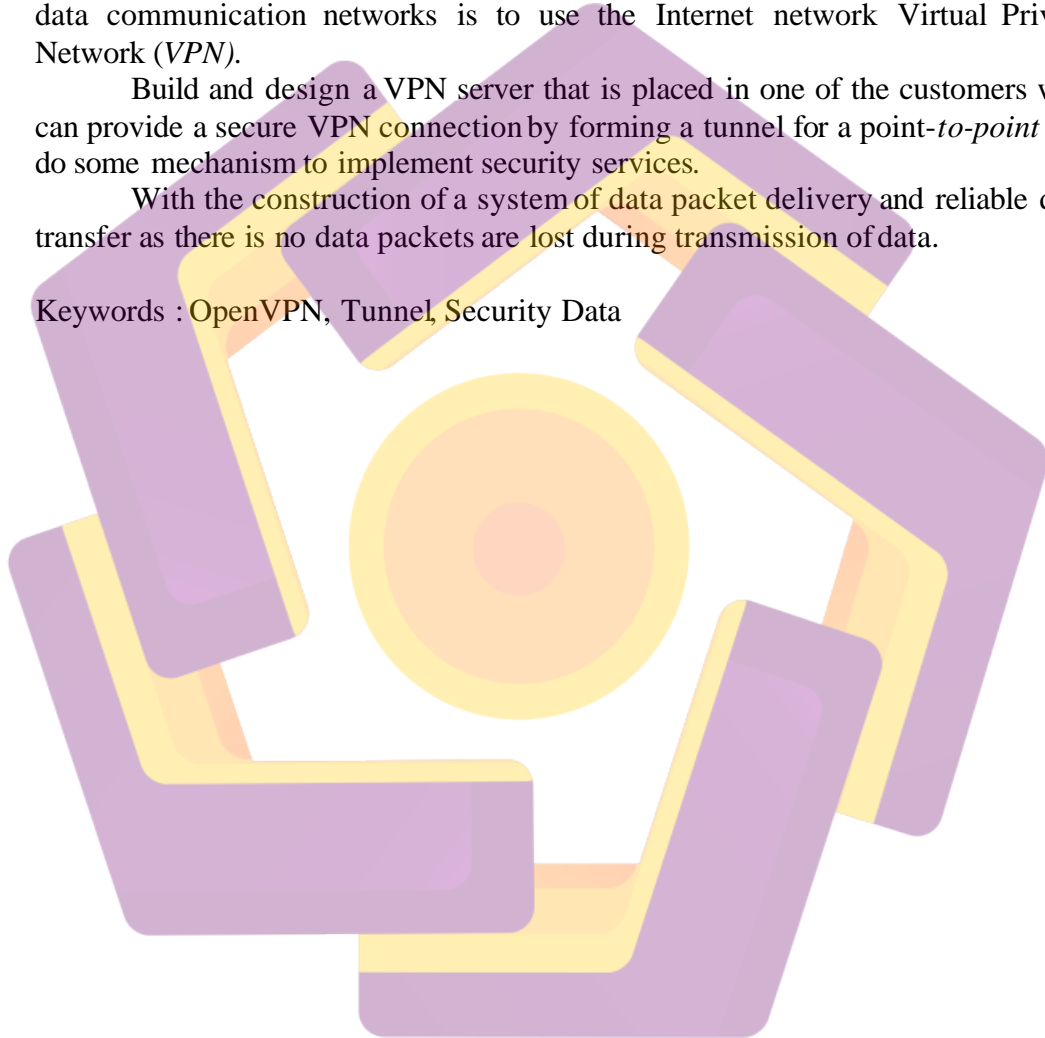 data communication networks is to use the Internet network Virtual
Network (VPN).
Build and design a VPN server that is placed in one of the customers
can provide a secure VPN connection by forming a tunnel for a point-to-point
do some mechanism to implement security services.
With the construction of a system of data packet delivery and reliable
transfer as there is no data packets are lost during transmission of data.
Keywords : OpenVPN, Tunnel, Security Data